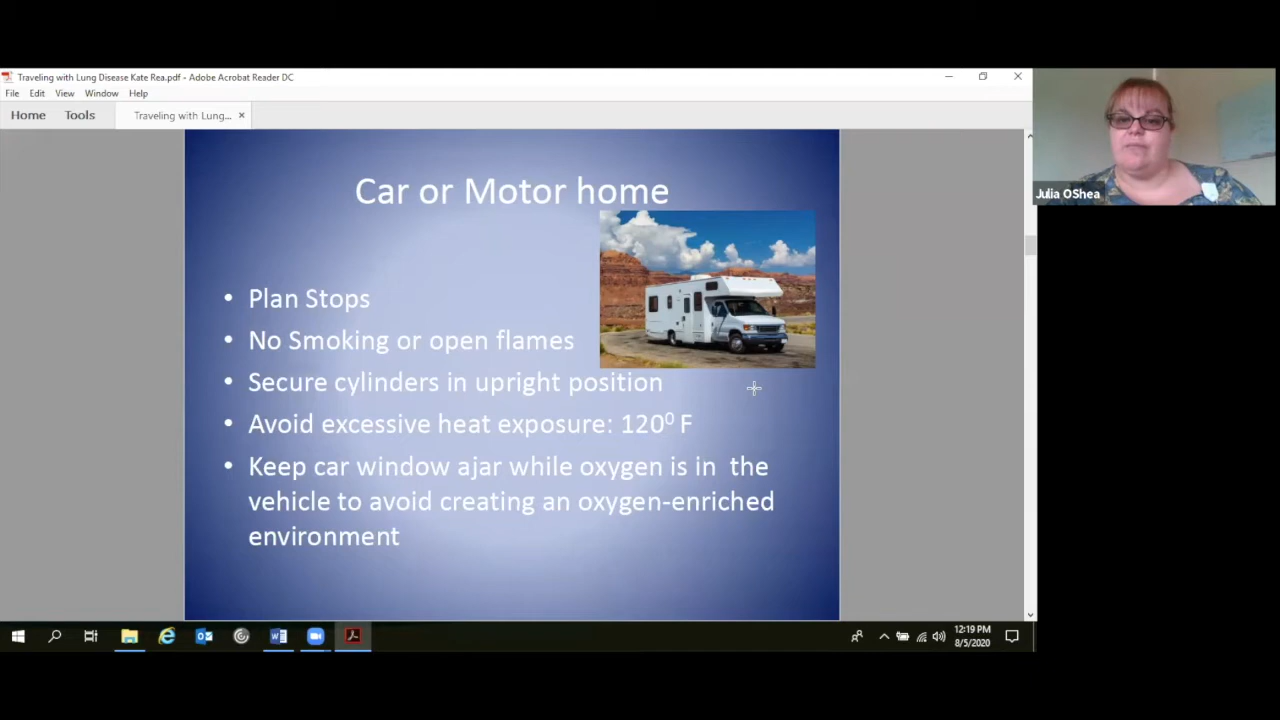 Traveling with Lung Disease Kate Rea.pdf - Adobe Acrobat Reader DC
File Edit View Window Help
Home Tools Traveling with Lung... ×
Julia OShea
Car or Motor home
• Plan Stops
• No Smoking or open flames
• Secure cylinders in upright position
• Avoid excessive heat exposure: 120⁰ F
• Keep car window ajar while oxygen is in the
vehicle to avoid creating an oxygen-enriched
environment
12:19 PM
8/5/2020